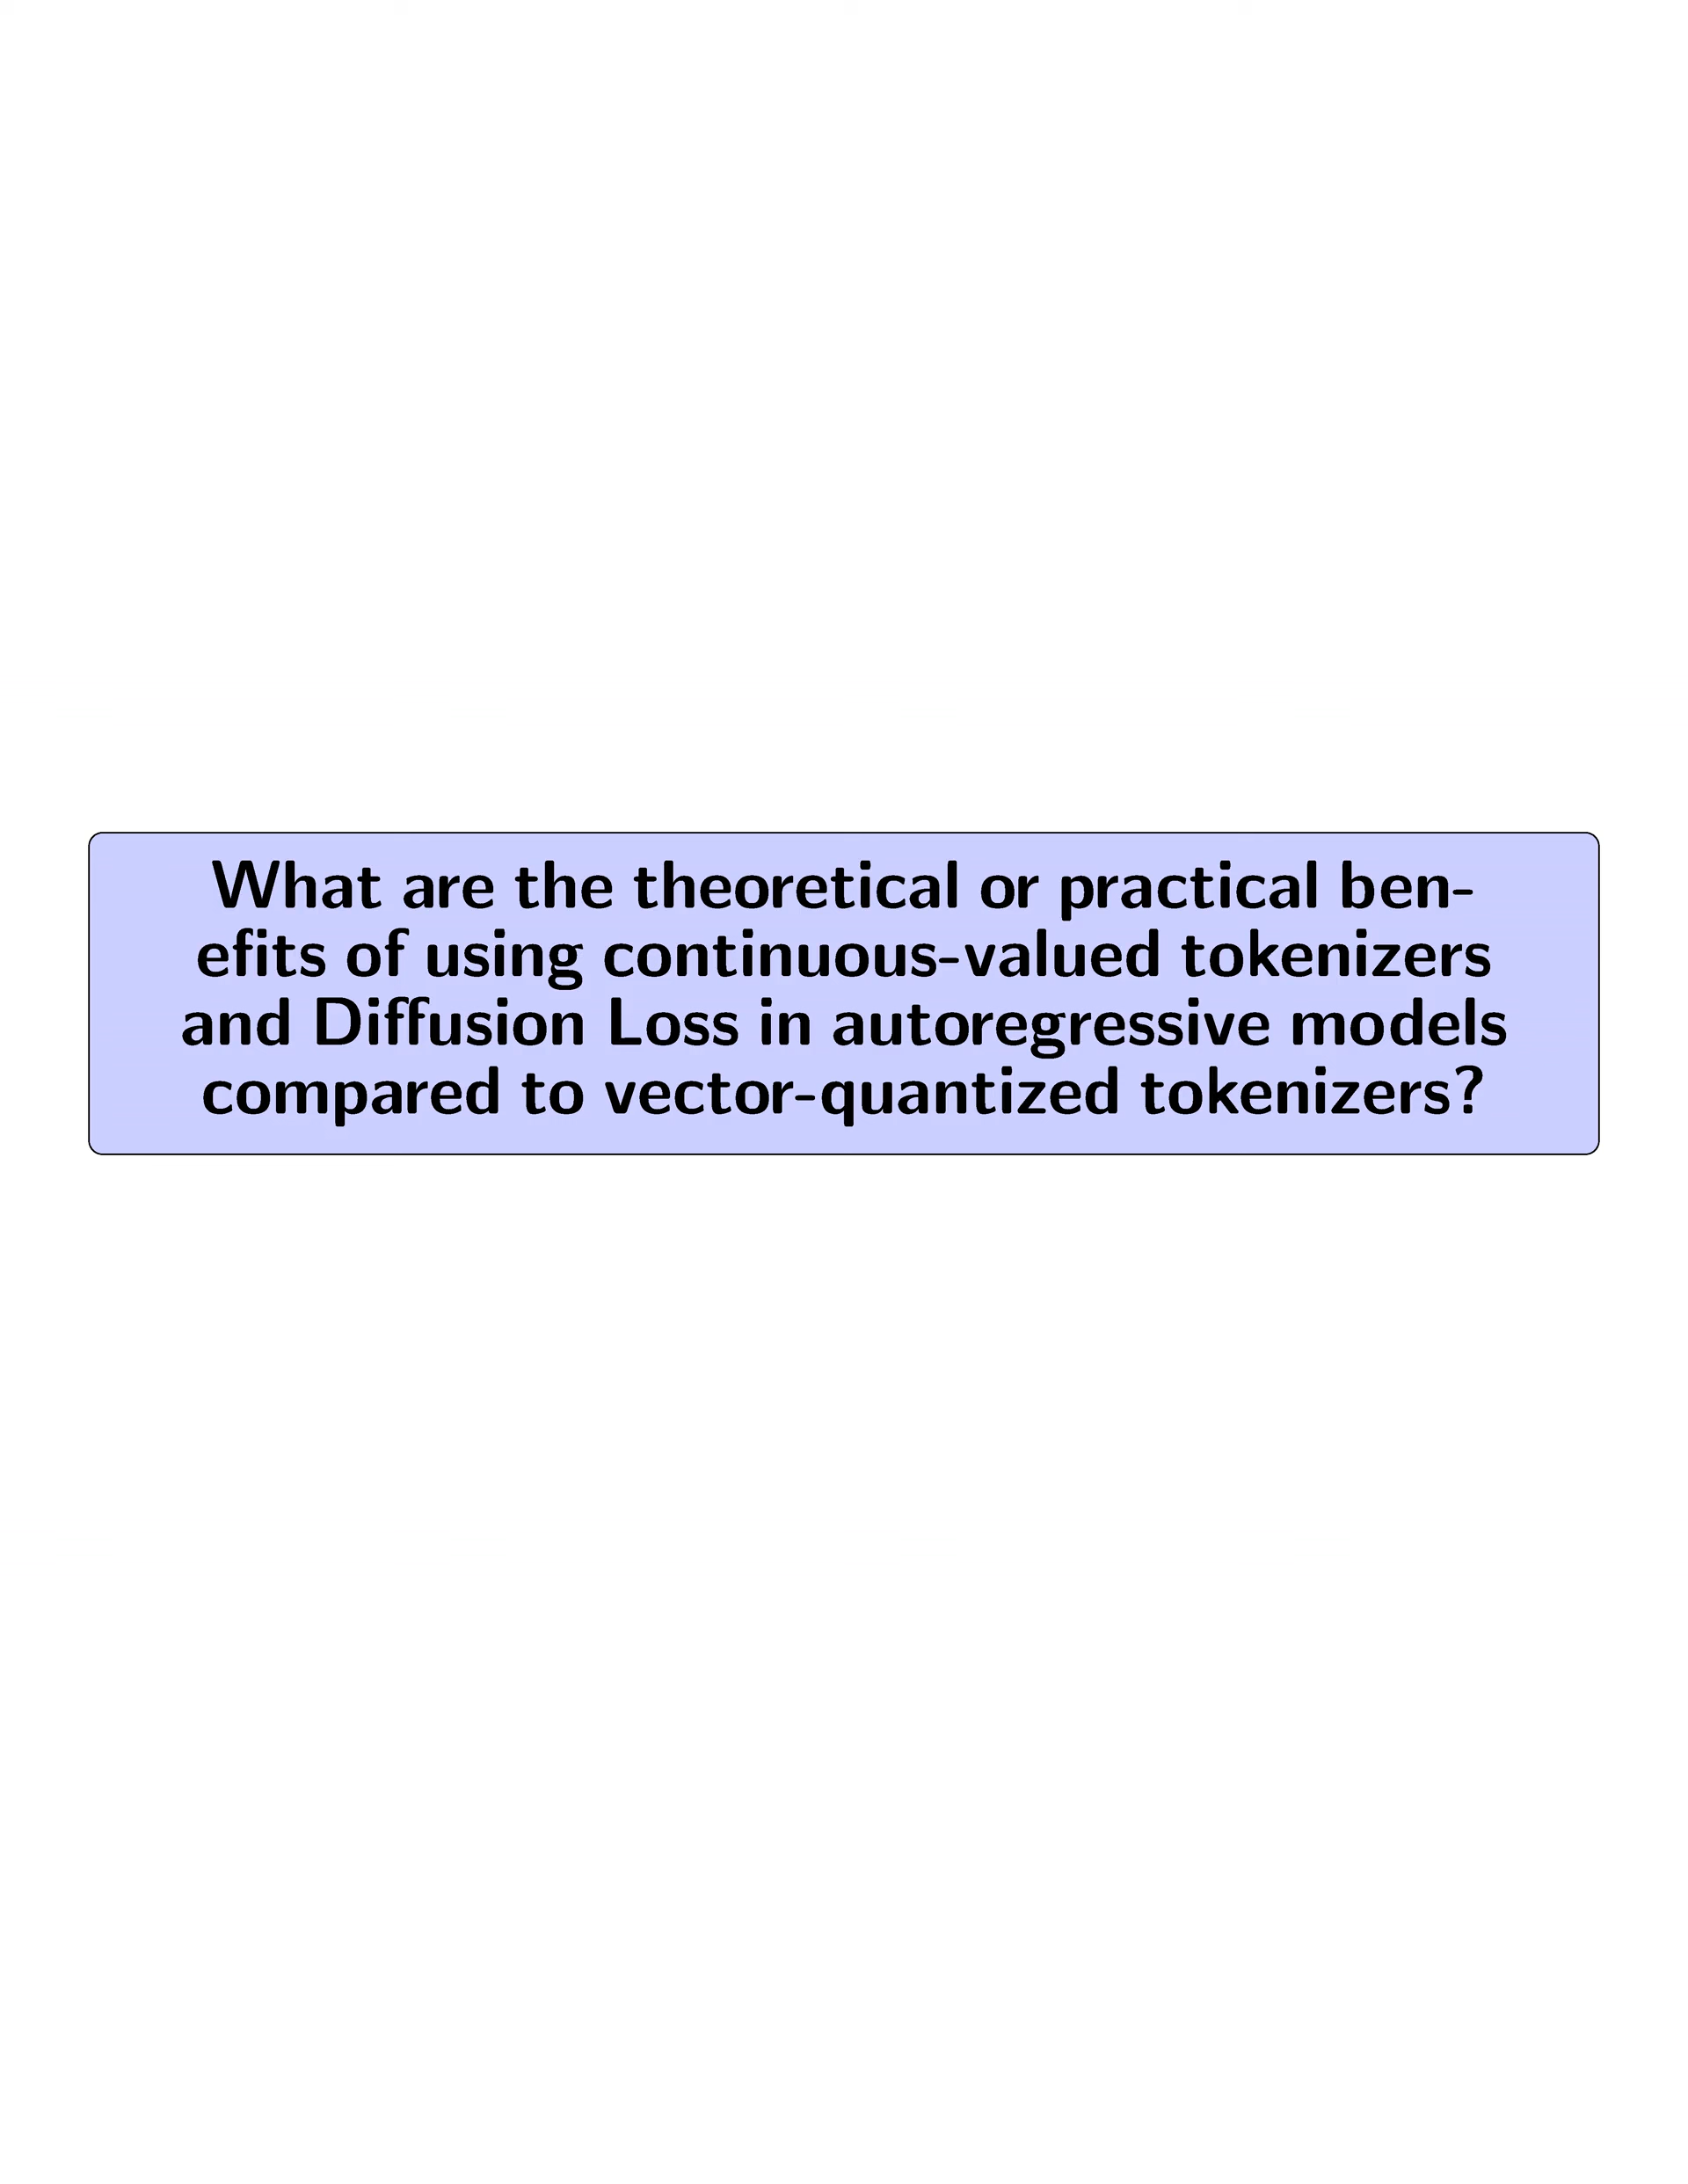 What are the theoretical or practical ben-
efits of using continuous-valued tokenizers
and Diffusion Loss in autoregressive models
compared to vector-quantized tokenizers?